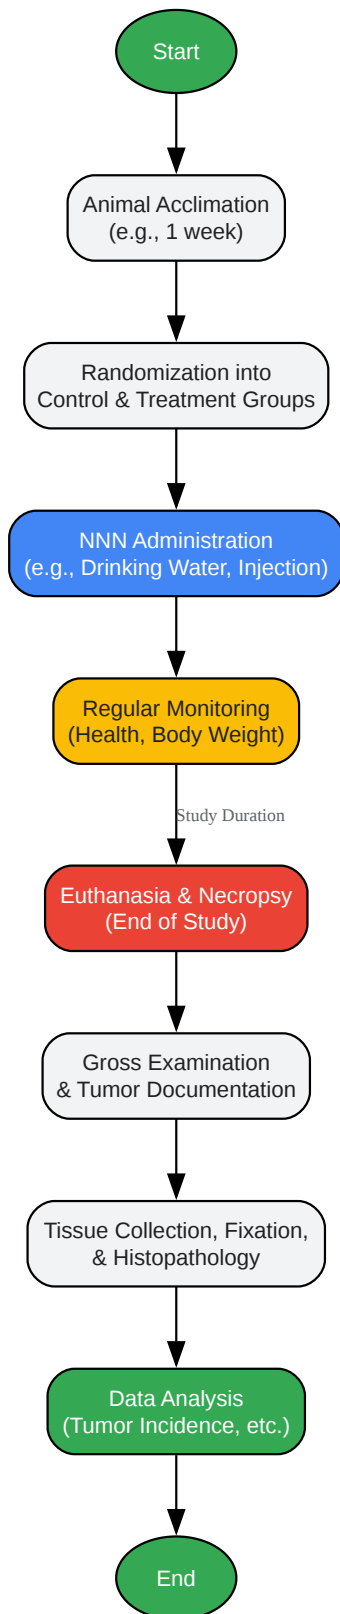 Start
Animal Acclimation
(e.g., 1 week)
Randomization into
Control & Treatment Groups
NNN Administration
(e.g., Drinking Water, Injection)
Regular Monitoring
(Health, Body Weight)
Study Duration
Euthanasia & Necropsy
(End of Study)
Gross Examination
& Tumor Documentation
Tissue Collection, Fixation,
& Histopathology
Data Analysis
(Tumor Incidence, etc.)
End